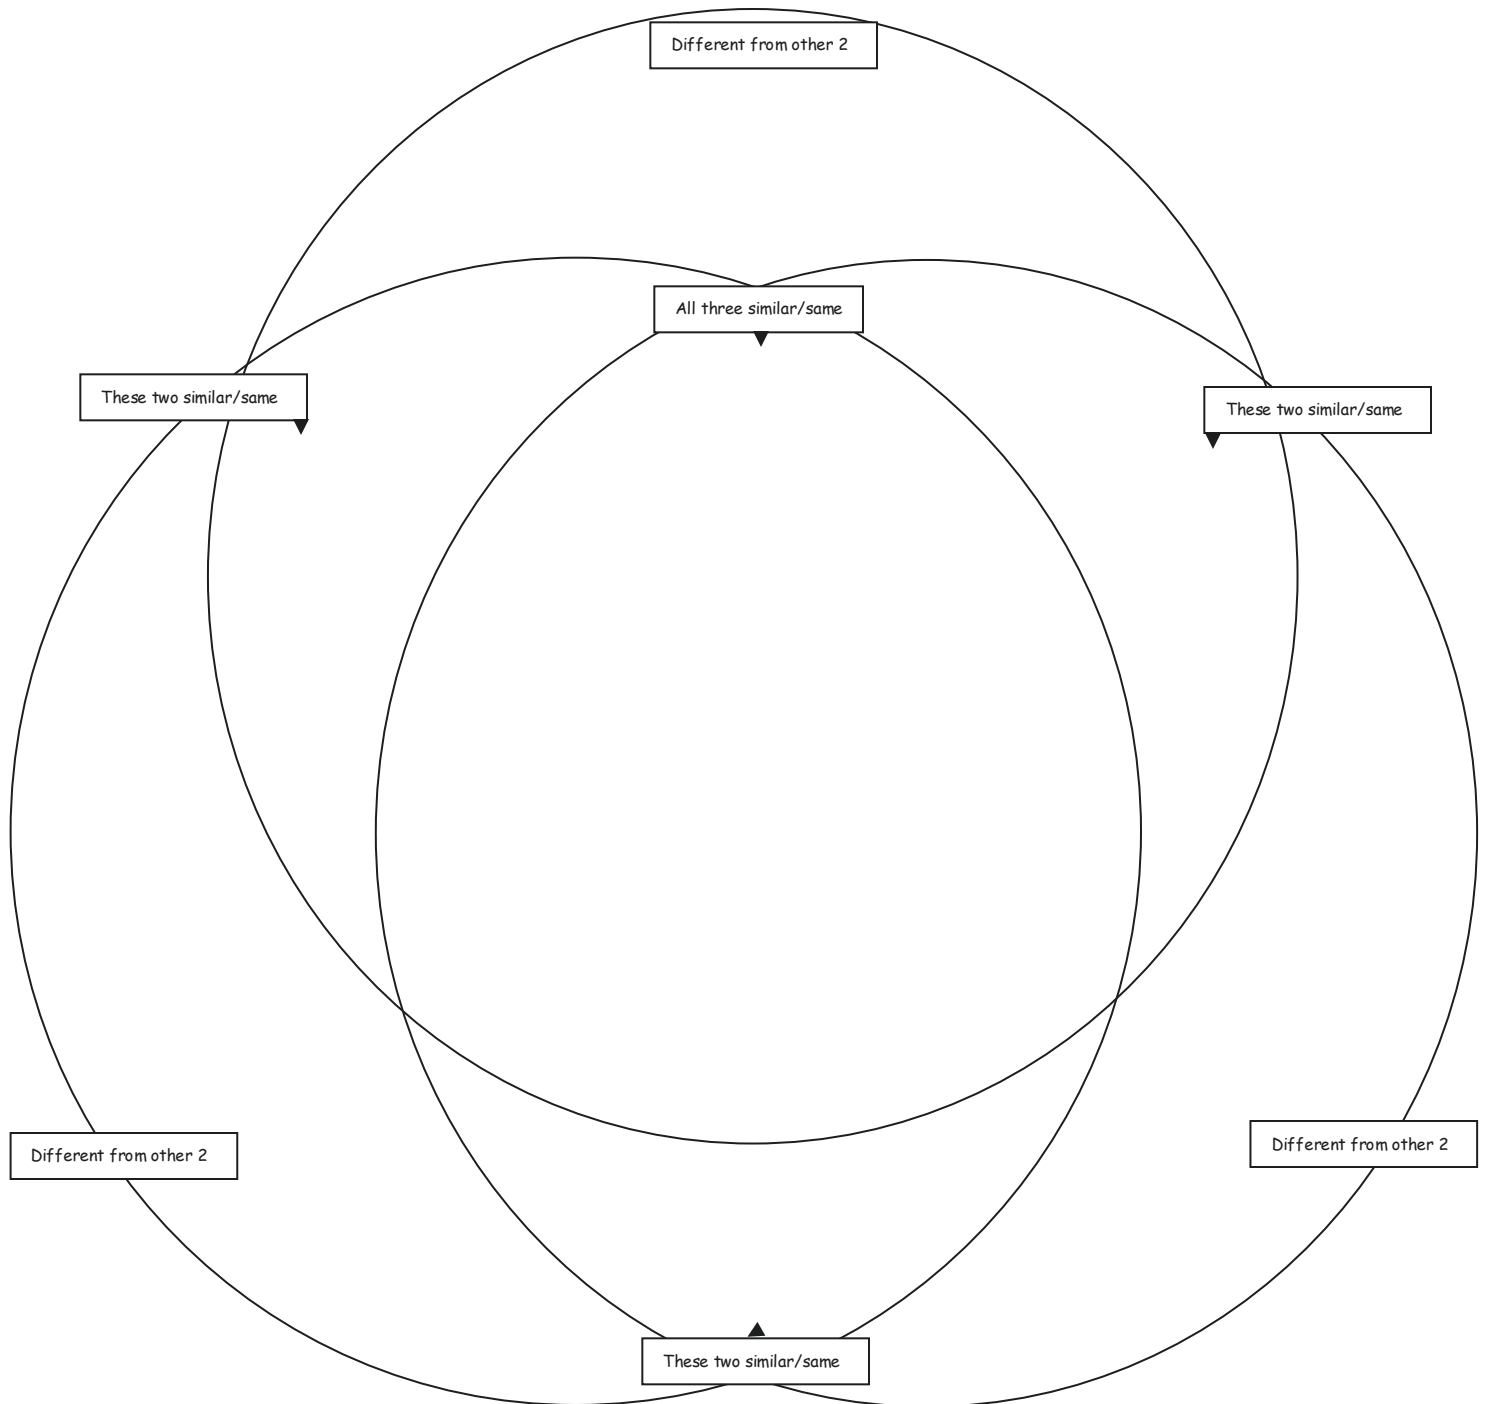 Different from other 2
All three similar/same
These two similar/same
These two similar/same
Different from other 2
Different from other 2
These two similar/same